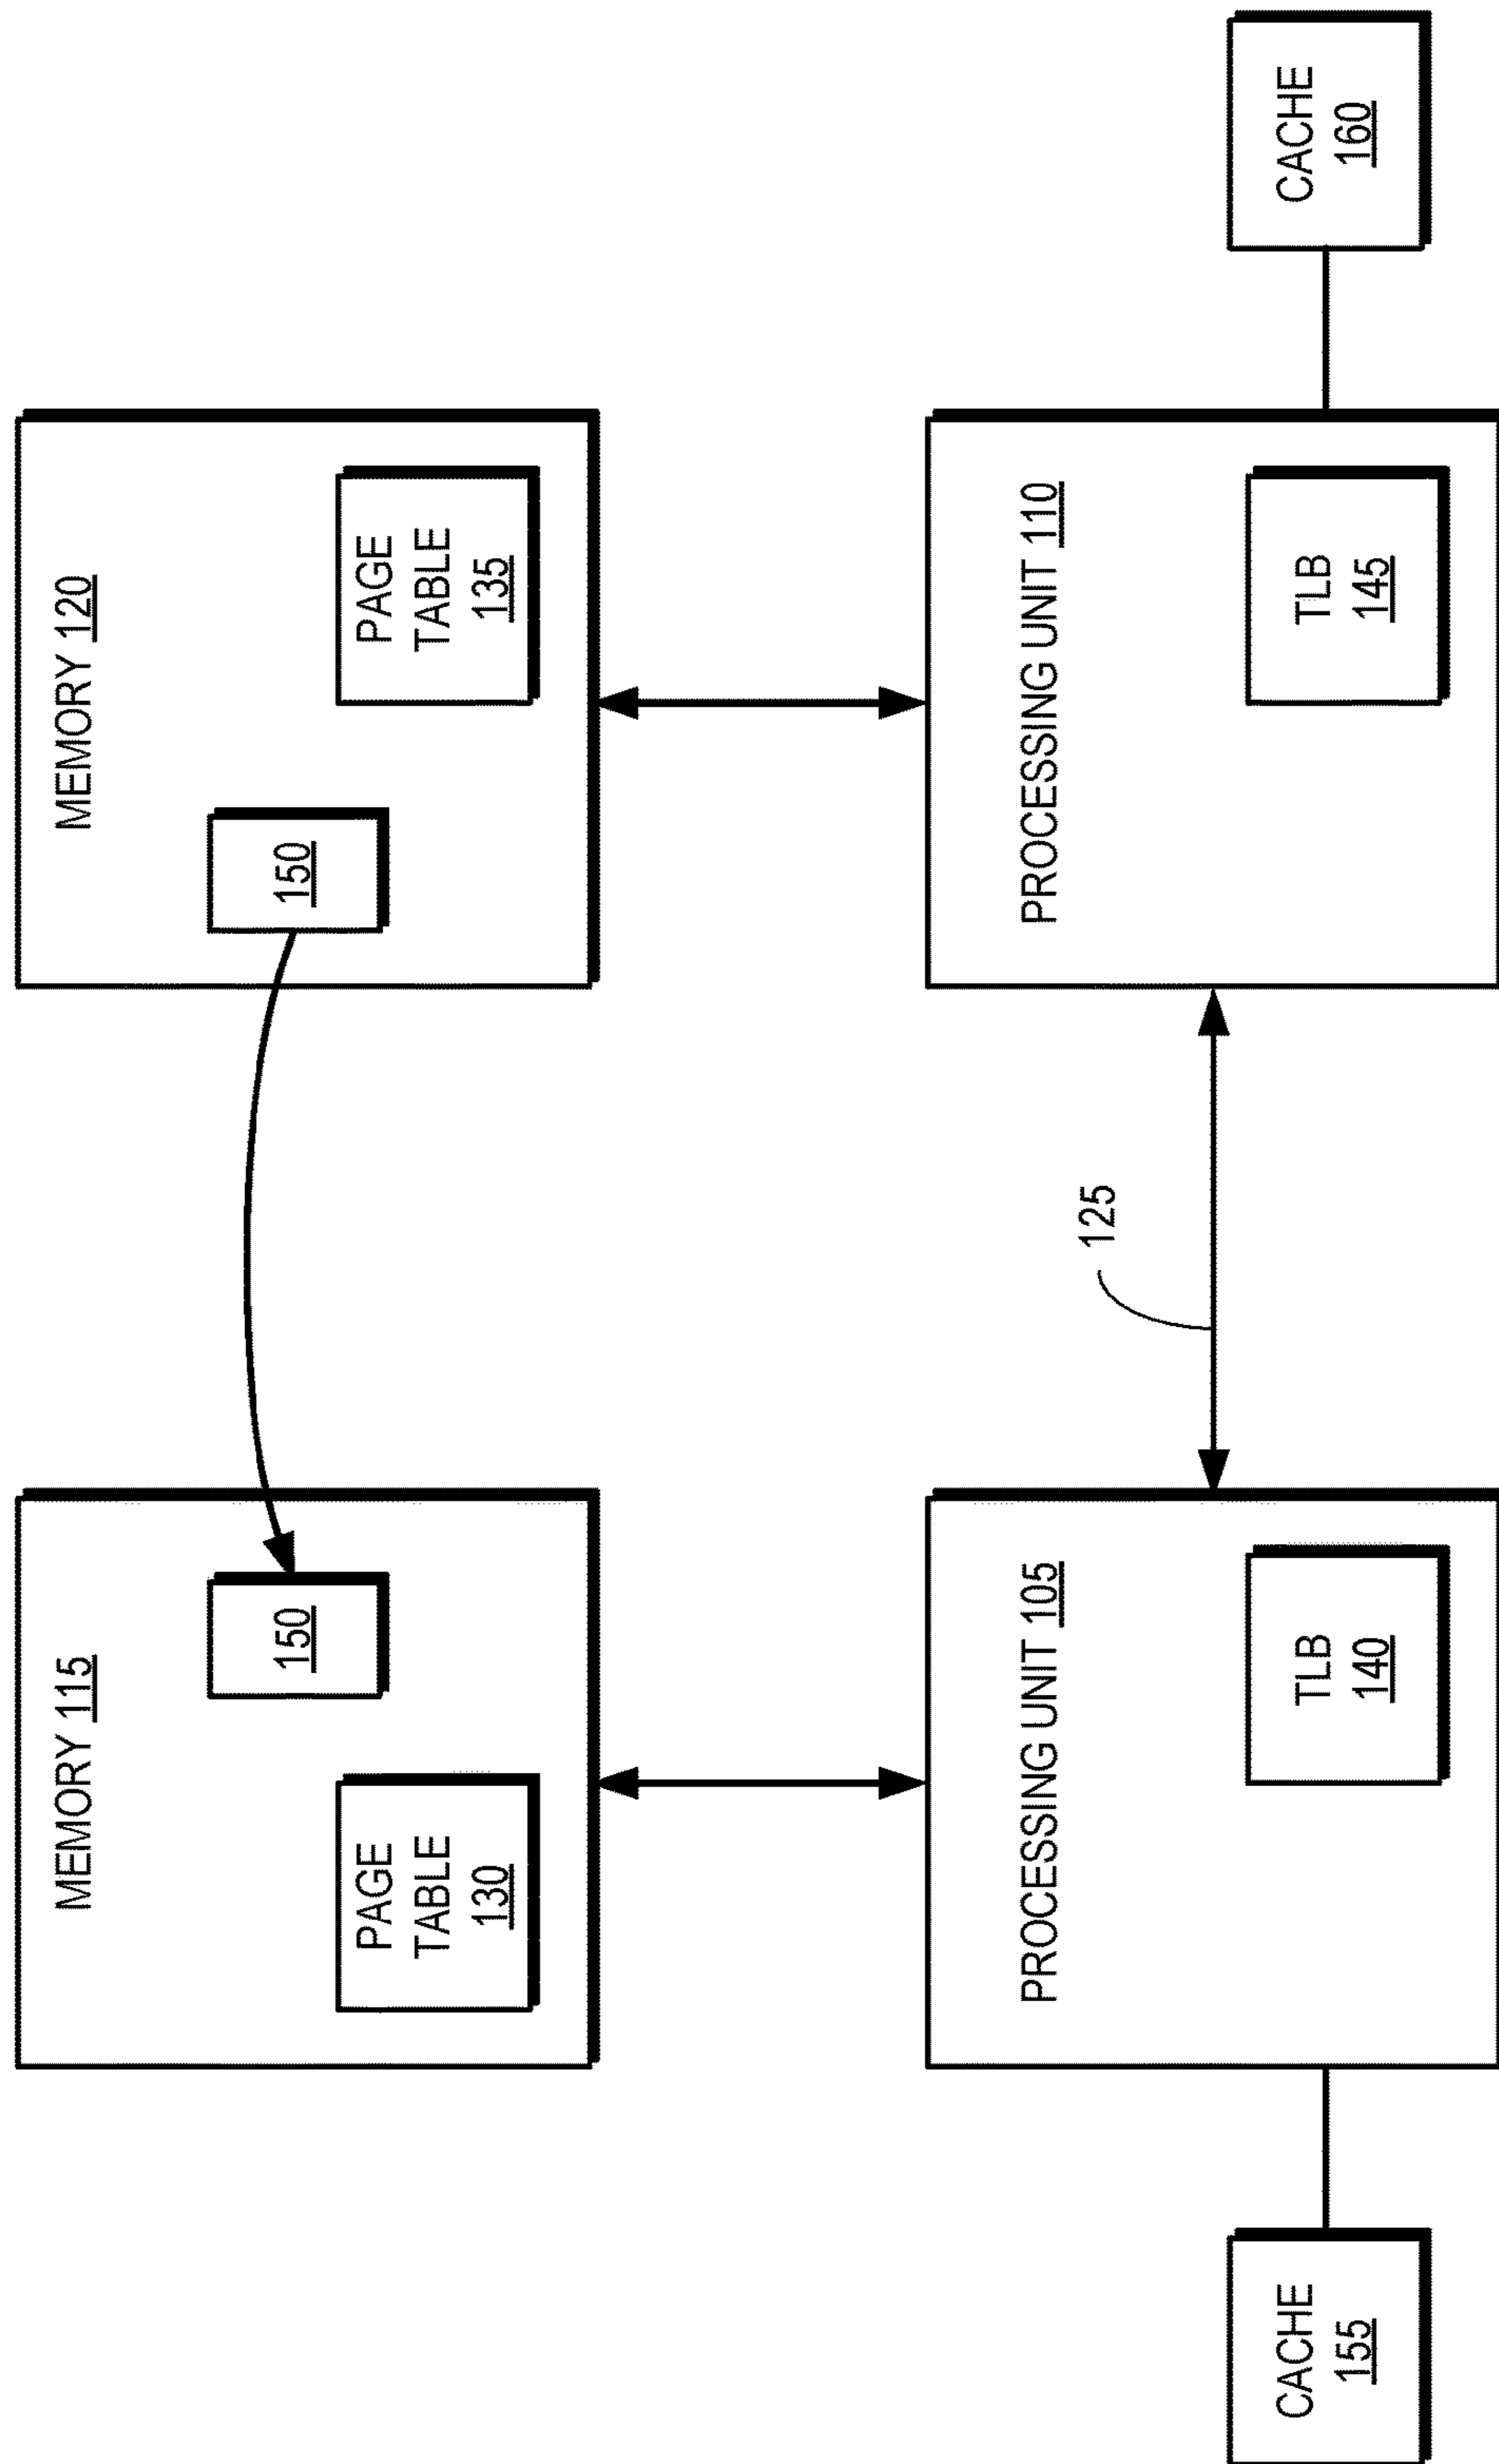 MEMORY 115
150
PAGE
TABLE
130
MEMORY 120
150
PAGE
TABLE
135
125
CACHE
155
PROCESSING UNIT 105
TLB
140
PROCESSING UNIT 110
TLB
145
CACHE
160